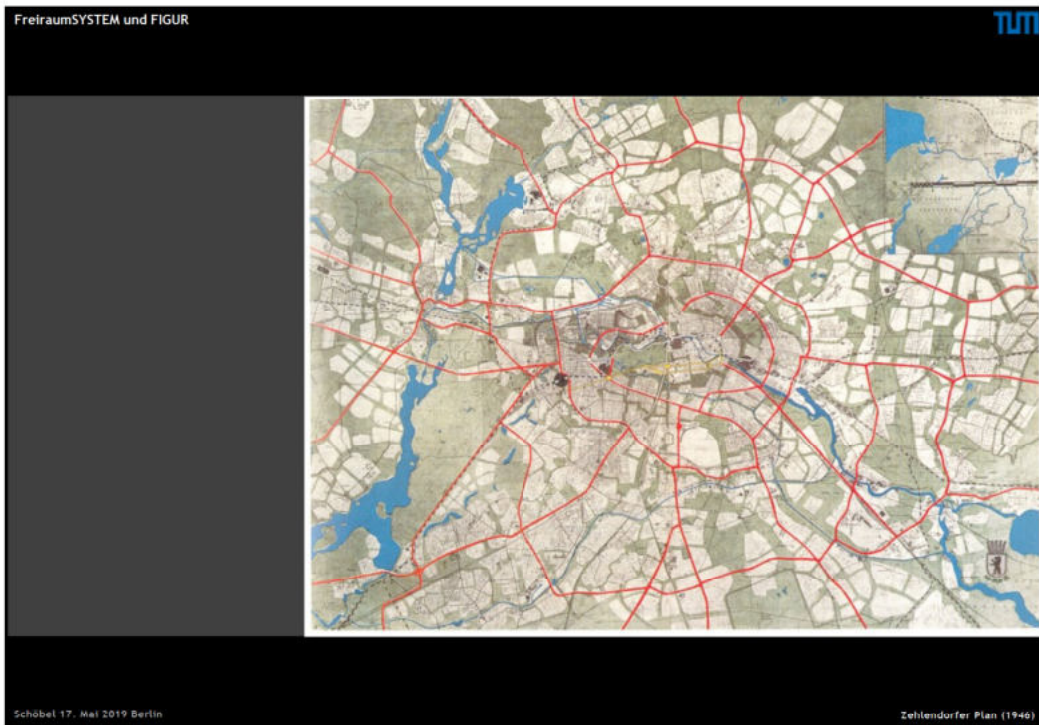 FreiraumSYSTEM und FIGUR
TUM
Schöbel 17. Mai 2019 Berlin
Zehlendorfer Plan (1946)